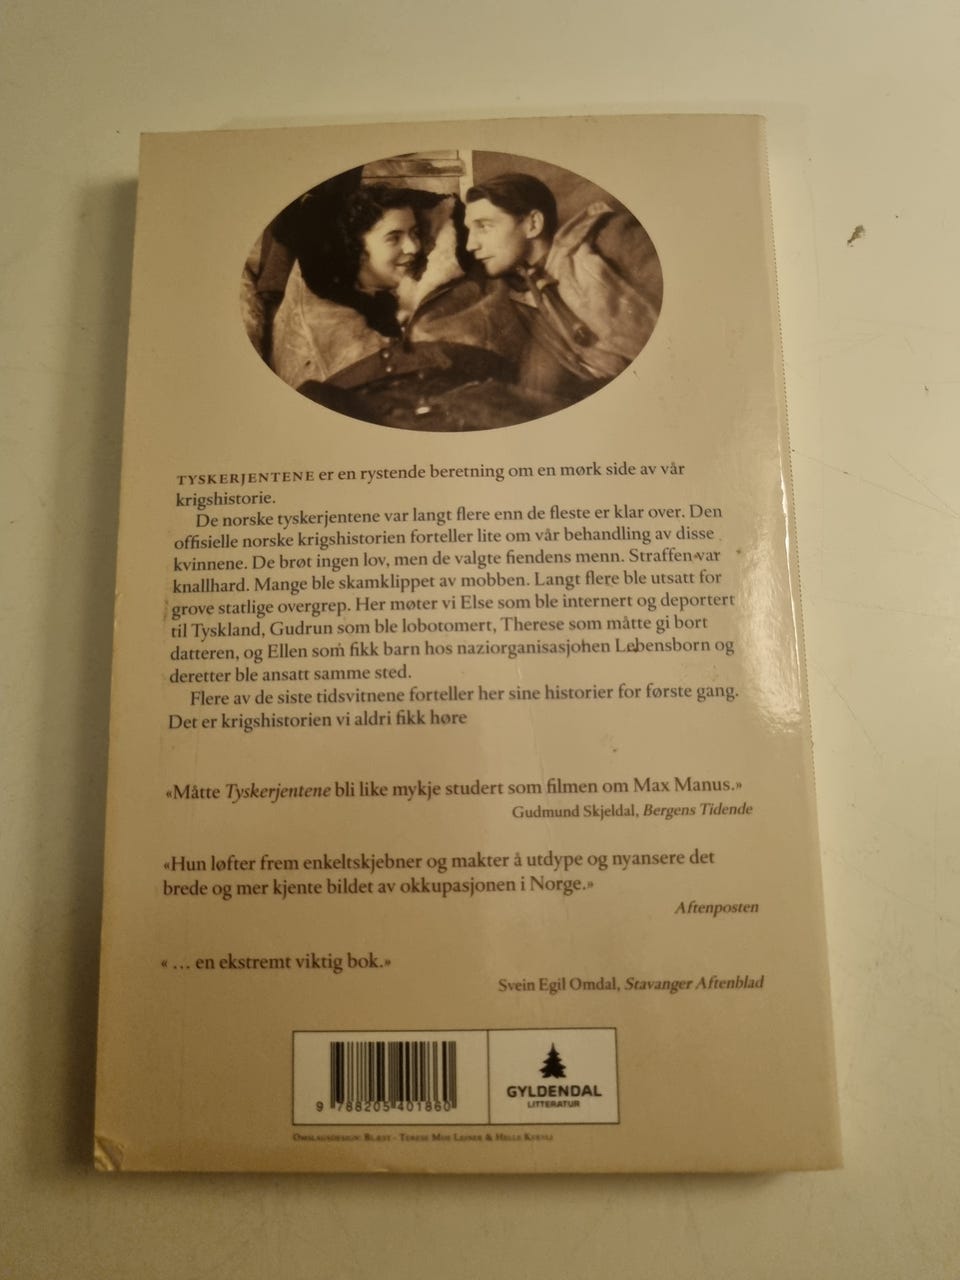 TYSKERJENTENE er en rystende beretning om en mørk side av vår
krigshistorie.
De norske tyskerjentene var langt flere enn de fleste er klar over. Den
offisielle norske krigshistorien forteller lite om vår behandling av disse
kvinnene. De brøt ingen lov, men de valgte fiendens menn. Straffen var
knallhard. Mange ble skamklippet av mobben. Langt flere ble utsatt for
grove statlige overgrep. Her møter vi Else som ble internert og deportert
til Tyskland, Gudrun som ble lobotomert, Therese som måtte gi bort
datteren, og Ellen som fikk barn hos naziorganisasjonen Lebensborn og
deretter ble ansatt samme sted.
Flere av de siste tidsvitnene forteller her sine historier for første gang.
Det er krigshistorien vi aldri fikk høre
«Måtte Tyskerjentene bli like mykje studert som filmen om Max Manus.»
Gudmund Skjeldal, Bergens Tidende
«Hun løfter frem enkeltskjebner og makter å utdype og nyansere det
brede og mer kjente bildet av okkupasjonen i Norge.»
Aftenposten
« ... en ekstremt viktig bok.»
Svein Egil Omdal, Stavanger Aftenblad
9 788205 401860
GYLDENDAL
LITTERATUR
Omslagsdesign: Blæst - Terese Moe Leiner & Helle